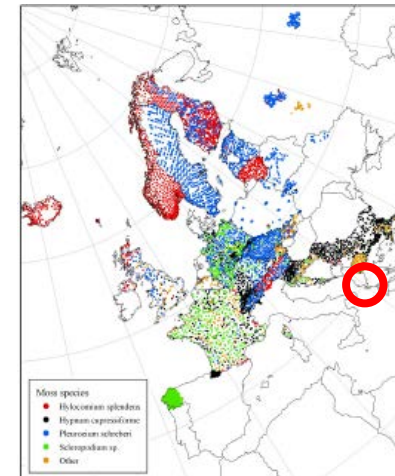 Moss species
Hylocomium splendens
Hypnum cupressiforme
Pleurozium schreberi
Scleropodium sp.
Other